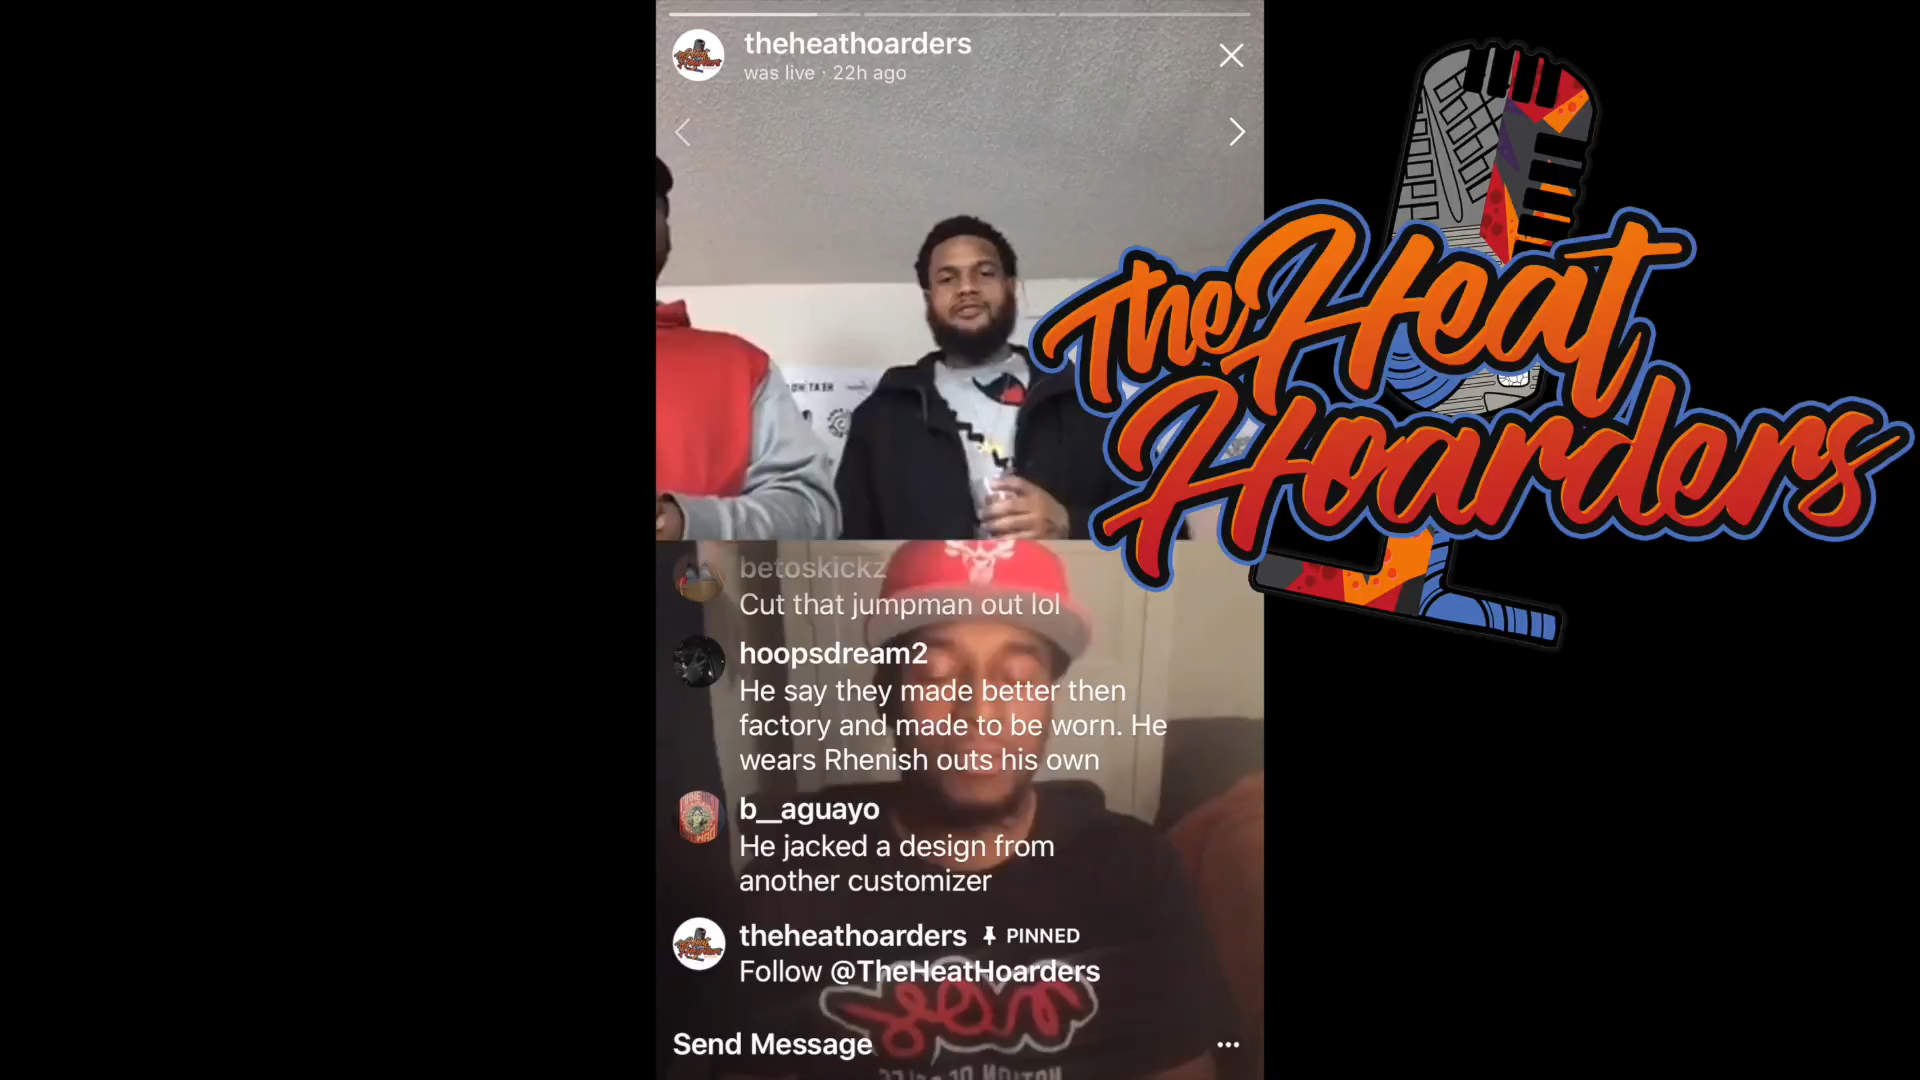 theheathoarders
was live · 22h ago
The Heat
Hoarders
betoskickz
Cut that jumpman out lol
hoopsdream2
He say they made better then
factory and made to be worn. He
wears Rhenish outs his own
b__aguayo
He jacked a design from
another customizer
theheathoarders PINNED
Follow @TheHeatHoarders
Send Message